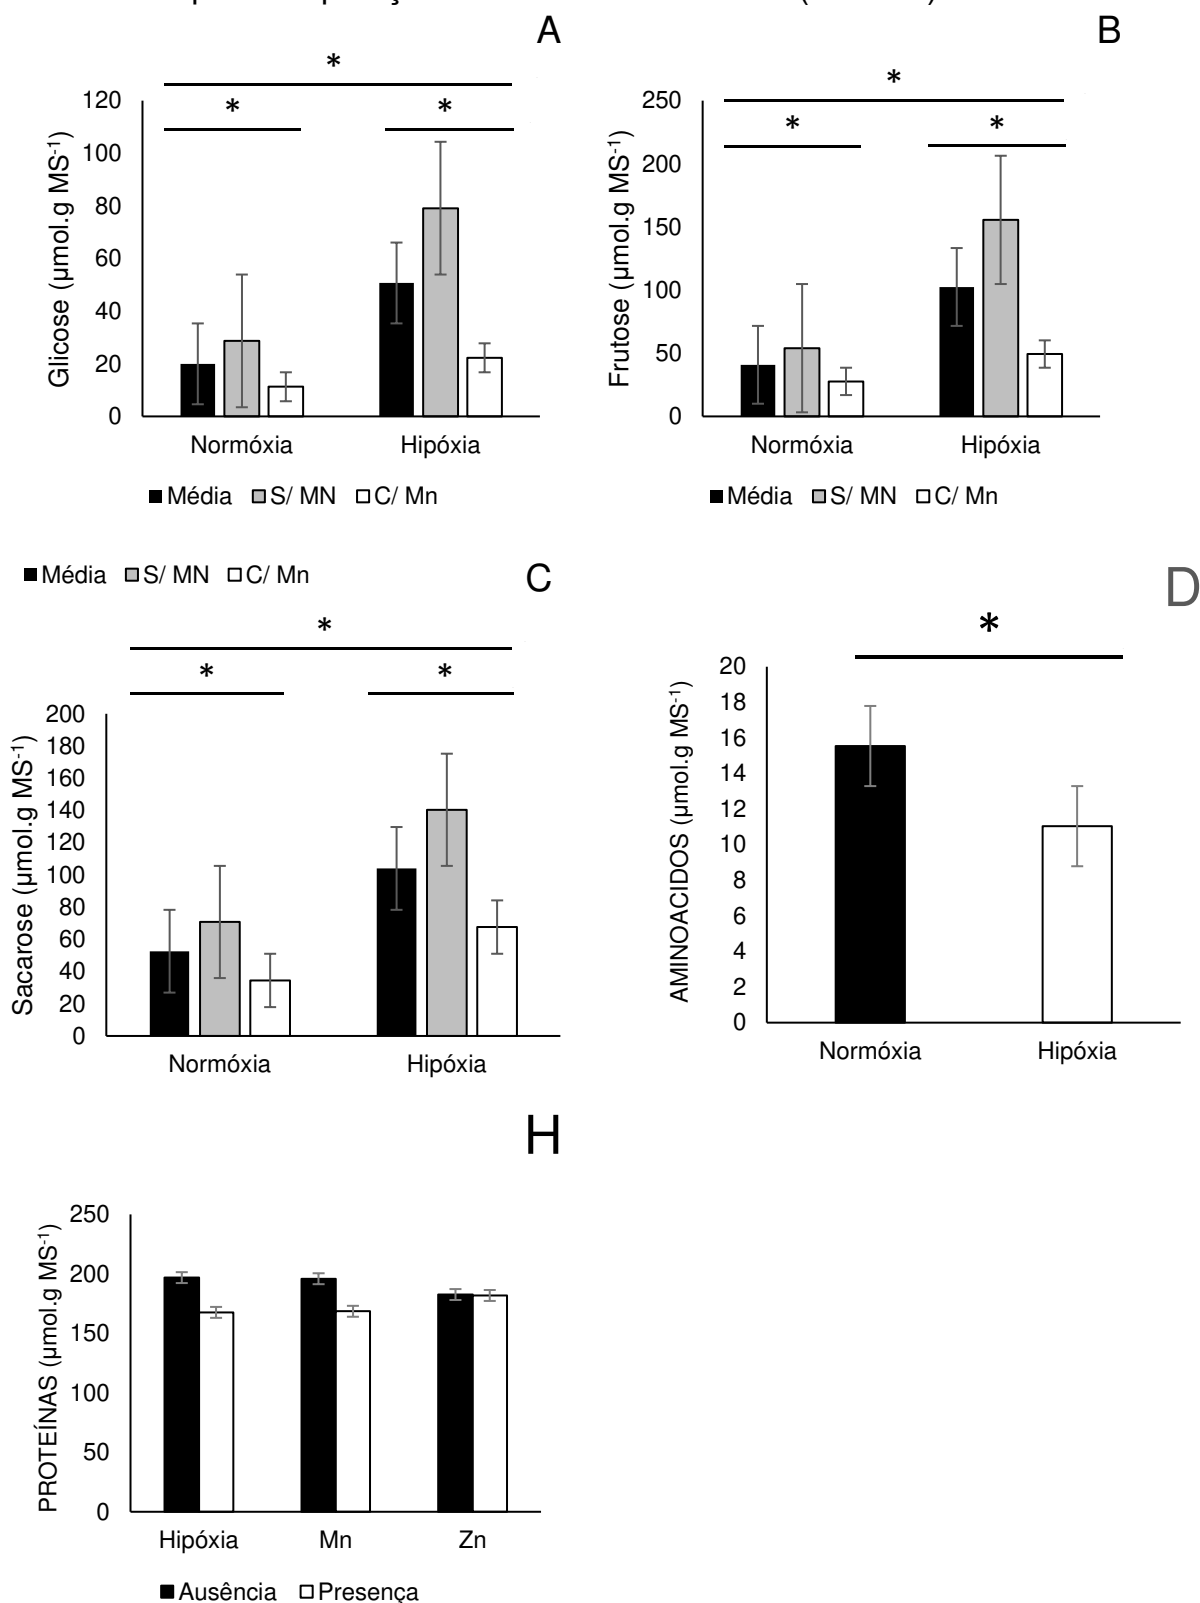 A
*
* *
120
100
80
60
40
20
0
Glicose (µmol.g MS-1)
Normóxia Hipóxia
Média S/ MN C/ Mn
B
*
* *
250
200
150
100
50
0
Frutose (µmol.g MS-1)
Normóxia Hipóxia
Média S/ MN C/ Mn
Média S/ MN C/ Mn
C
*
* *
200
180
160
140
120
100
80
60
40
20
0
Sacarose (µmol.g MS-1)
Normóxia Hipóxia
D
*
20
18
16
14
12
10
8
6
4
2
0
AMINOACIDOS (µmol.g MS-1)
Normóxia Hipóxia
H
250
200
150
100
50
0
PROTEÍNAS (µmol.g MS-1)
Hipóxia Mn Zn
Ausência Presença